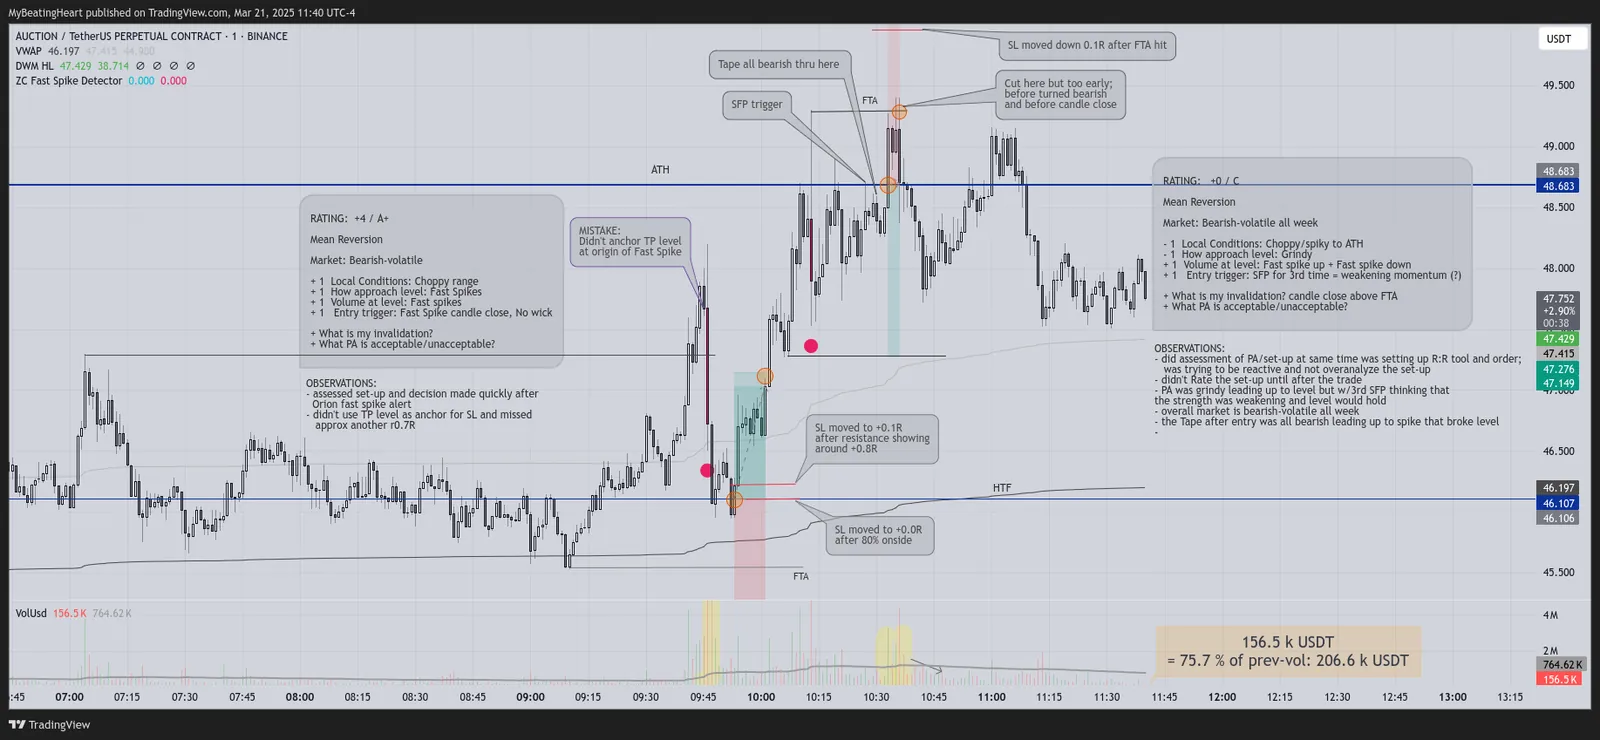 MyBeatingHeart published on TradingView.com, Mar 21, 2025 11:40 UTC-4
AUCTION / TetherUS PERPETUAL CONTRACT · 1 · BINANCE
VWAP 46.197 47.415 44.980
DWM HL 47.429 38.714 ∅ ∅ ∅ ∅
ZC Fast Spike Detector 0.000 0.000
USDT
SL moved down 0.1R after FTA hit
Tape all bearish thru here
Cut here but too early;
before turned bearish
and before candle close
FTA
SFP trigger
ATH
RATING: +4 / A+
Mean Reversion
Market: Bearish-volatile
+ 1 Local Conditions: Choppy range
+ 1 How approach level: Fast Spikes
+ 1 Volume at level: Fast spikes
+ 1 Entry trigger: Fast Spike candle close, No wick
+ What is my invalidation?
+ What PA is acceptable/unacceptable?
OBSERVATIONS:
- assessed set-up and decision made quickly after
Orion fast spike alert
- didn't use TP level as anchor for SL and missed
approx another r0.7R
MISTAKE:
Didn't anchor TP level
at origin of Fast Spike
SL moved to +0.1R
after resistance showing
around +0.8R
SL moved to +0.0R
after 80% onside
HTF
FTA
RATING: +0 / C
Mean Reversion
Market: Bearish-volatile all week
- 1 Local Conditions: Choppy/spiky to ATH
- 1 How approach level: Grindy
+ 1 Volume at level: Fast spike up + Fast spike down
+ 1 Entry trigger: SFP for 3rd time = weakening momentum (?)
+ What is my invalidation? candle close above FTA
+ What PA is acceptable/unacceptable?
OBSERVATIONS:
- did assessment of PA/set-up at same time was setting up R:R tool and order;
was trying to be reactive and not overanalyze the set-up
- didn't Rate the set-up until after the trade
- PA was grindy leading up to level but w/3rd SFP thinking that
the strength was weakening and level would hold
- overall market is bearish-volatile all week
- the Tape after entry was all bearish leading up to spike that broke level
-
49.500
49.000
48.683
48.683
48.500
48.000
47.752
+2.90%
00:38
47.429
47.415
47.276
47.149
47.000
46.500
46.197
46.107
46.106
45.500
VolUsd 156.5 K 764.62 K
156.5 k USDT
= 75.7 % of prev-vol: 206.6 k USDT
4 M
2 M
764.62 K
156.5 K
:45 07:00 07:15 07:30 07:45 08:00 08:15 08:30 08:45 09:00 09:15 09:30 09:45 10:00 10:15 10:30 10:45 11:00 11:15 11:30 11:45 12:00 12:15 12:30 12:45 13:00 13:15
TradingView